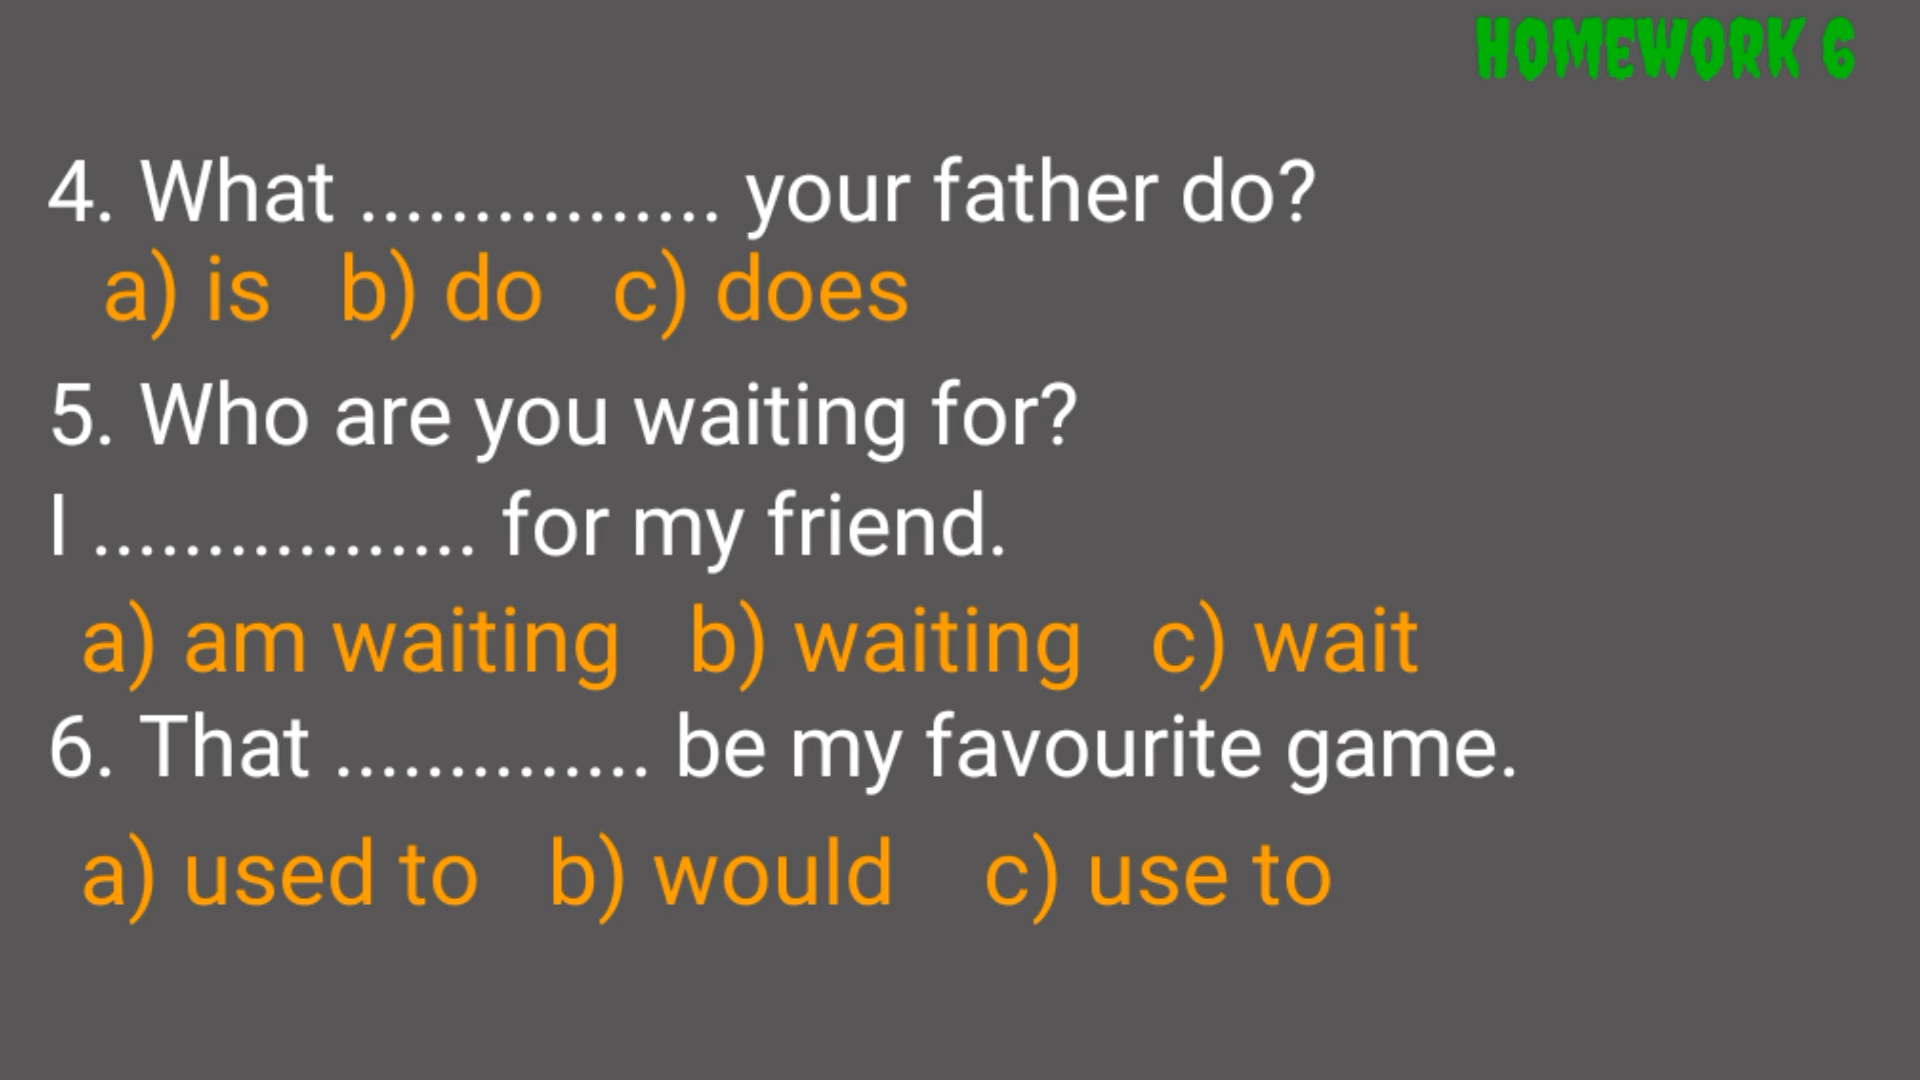 HOMEWORK 6
4. What ................ your father do?
a) is b) do c) does
5. Who are you waiting for?
I ................. for my friend.
a) am waiting b) waiting c) wait
6. That .............. be my favourite game.
a) used to b) would c) use to